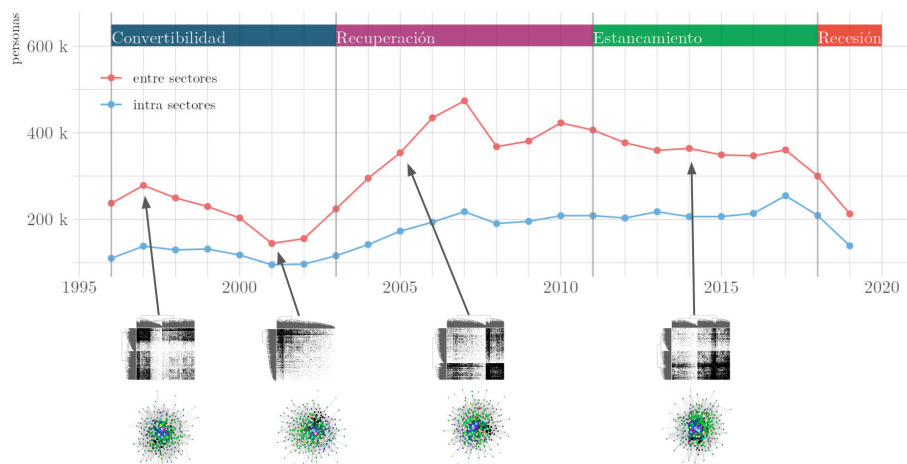 personas
600 k
400 k
200 k
Convertibilidad
Recuperación
Estancamiento
Recesión
entre sectores
intra sectores
1995
2000
2005
2010
2015
2020